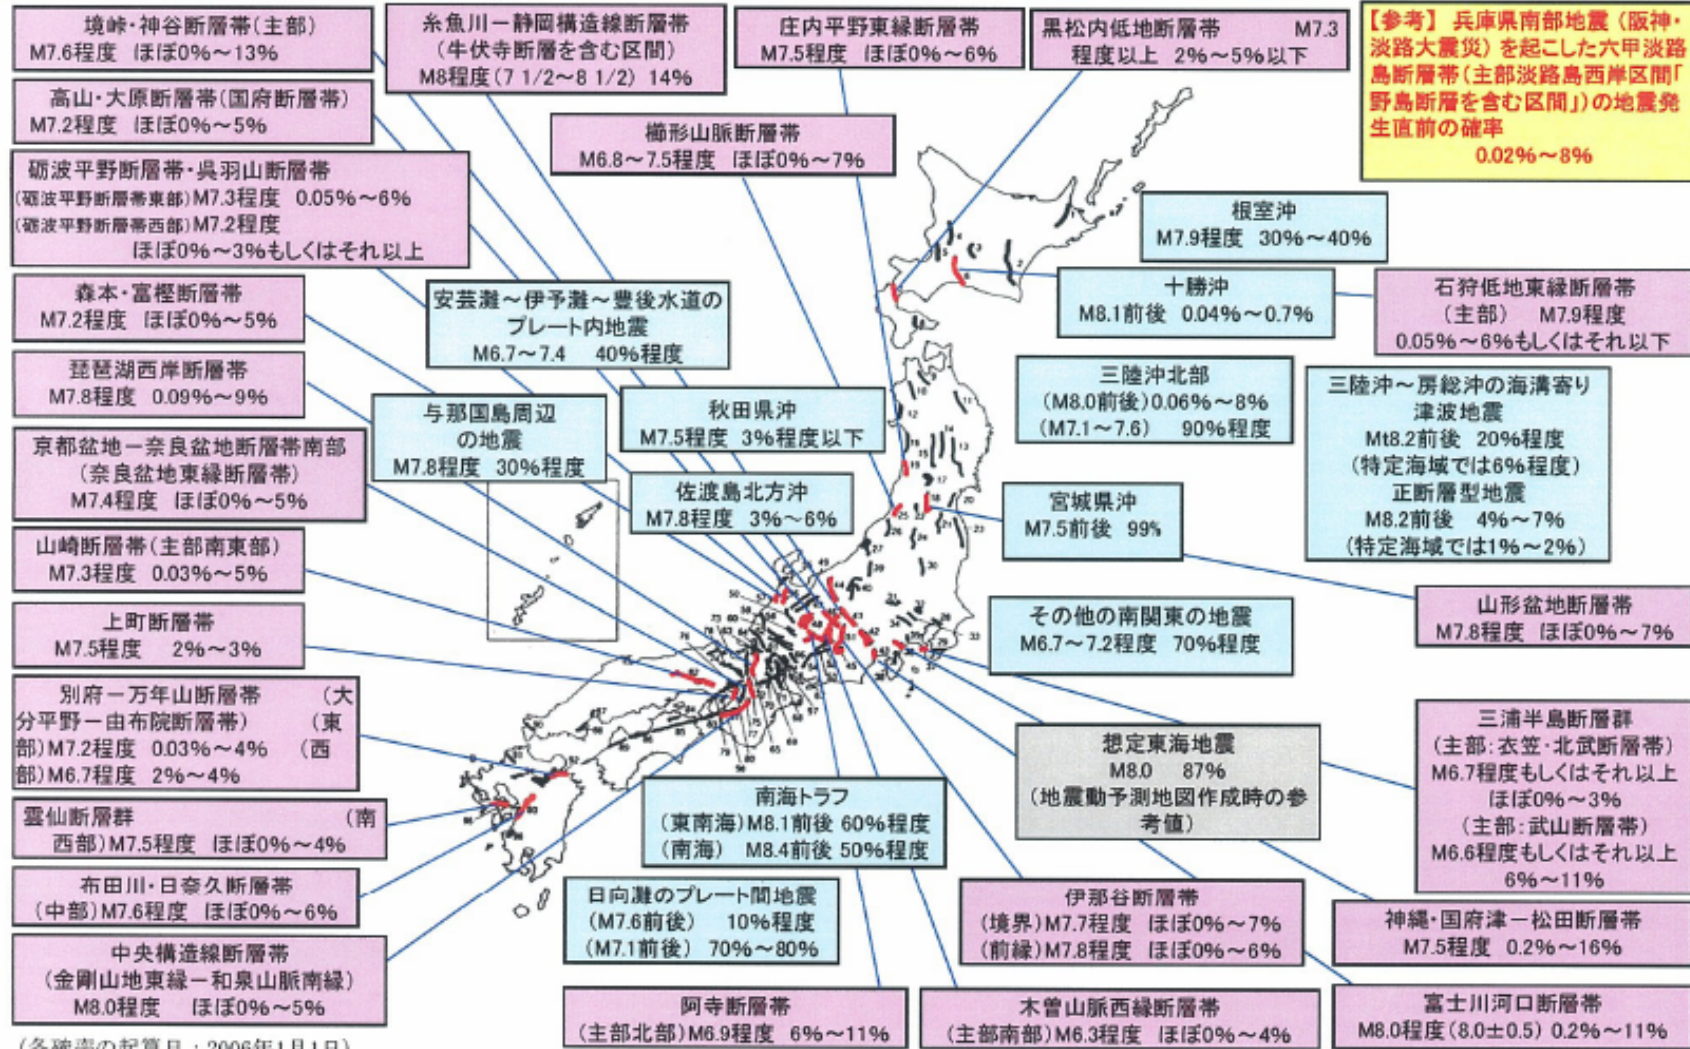 境峠・神谷断層帯(主部)
M7.6程度 ほぼ0%～13%
糸魚川－静岡構造線断層帯
(牛伏寺断層を含む区間)
M8程度(7 1/2～8 1/2) 14%
庄内平野東縁断層帯
M7.5程度 ほぼ0%～6%
黒松内低地断層帯 M7.3
程度以上 2%～5%以下
【参考】 兵庫県南部地震(阪神・
淡路大震災)を起こした六甲淡路
島断層帯(主部淡路島西岸区間「
野島断層を含む区間」)の地震発
生直前の確率
0.02%～8%
高山・大原断層帯(国府断層帯)
M7.2程度 ほぼ0%～5%
櫛形山脈断層帯
M6.8～7.5程度 ほぼ0%～7%
砺波平野断層帯・呉羽山断層帯
(砺波平野断層帯東部)M7.3程度 0.05%～6%
(砺波平野断層帯西部)M7.2程度
ほぼ0%～3%もしくはそれ以上
根室沖
M7.9程度 30%～40%
森本・富樫断層帯
M7.2程度 ほぼ0%～5%
安芸灘～伊予灘～豊後水道の
プレート内地震
M6.7～7.4 40%程度
十勝沖
M8.1前後 0.04%～0.7%
石狩低地東縁断層帯
(主部) M7.9程度
0.05%～6%もしくはそれ以下
琵琶湖西岸断層帯
M7.8程度 0.09%～9%
与那国島周辺
の地震
M7.8程度 30%程度
秋田県沖
M7.5程度 3%程度以下
三陸沖北部
(M8.0前後)0.06%～8%
(M7.1～7.6) 90%程度
三陸沖～房総沖の海溝寄り
津波地震
Mt8.2前後 20%程度
(特定海域では6%程度)
正断層型地震
M8.2前後 4%～7%
(特定海域では1%～2%)
京都盆地－奈良盆地断層帯南部
(奈良盆地東縁断層帯)
M7.4程度 ほぼ0%～5%
佐渡島北方沖
M7.8程度 3%～6%
宮城県沖
M7.5前後 99%
山崎断層帯(主部南東部)
M7.3程度 0.03%～5%
山形盆地断層帯
M7.8程度 ほぼ0%～7%
上町断層帯
M7.5程度 2%～3%
その他の南関東の地震
M6.7～7.2程度 70%程度
別府－万年山断層帯 (大
分平野－由布院断層帯) (東
部)M7.2程度 0.03%～4% (西
部)M6.7程度 2%～4%
想定東海地震
M8.0 87%
(地震動予測地図作成時の参
考値)
三浦半島断層群
(主部:衣笠・北武断層帯)
M6.7程度もしくはそれ以上
ほぼ0%～3%
(主部:武山断層帯)
M6.6程度もしくはそれ以上
6%～11%
南海トラフ
(東南海)M8.1前後 60%程度
(南海) M8.4前後 50%程度
雲仙断層群 (南
西部)M7.5程度 ほぼ0%～4%
布田川・日奈久断層帯
(中部)M7.6程度 ほぼ0%～6%
日向灘のプレート間地震
(M7.6前後) 10%程度
(M7.1前後) 70%～80%
伊那谷断層帯
(境界)M7.7程度 ほぼ0%～7%
(前縁)M7.8程度 ほぼ0%～6%
神縄・国府津－松田断層帯
M7.5程度 0.2%～16%
中央構造線断層帯
(金剛山地東縁－和泉山脈南縁)
M8.0程度 ほぼ0%～5%
阿寺断層帯
(主部北部)M6.9程度 6%～11%
木曽山脈西縁断層帯
(主部南部)M6.3程度 ほぼ0%～4%
富士川河口断層帯
M8.0程度(8.0±0.5) 0.2%～11%
(各確率の起算日：2006年1月1日)